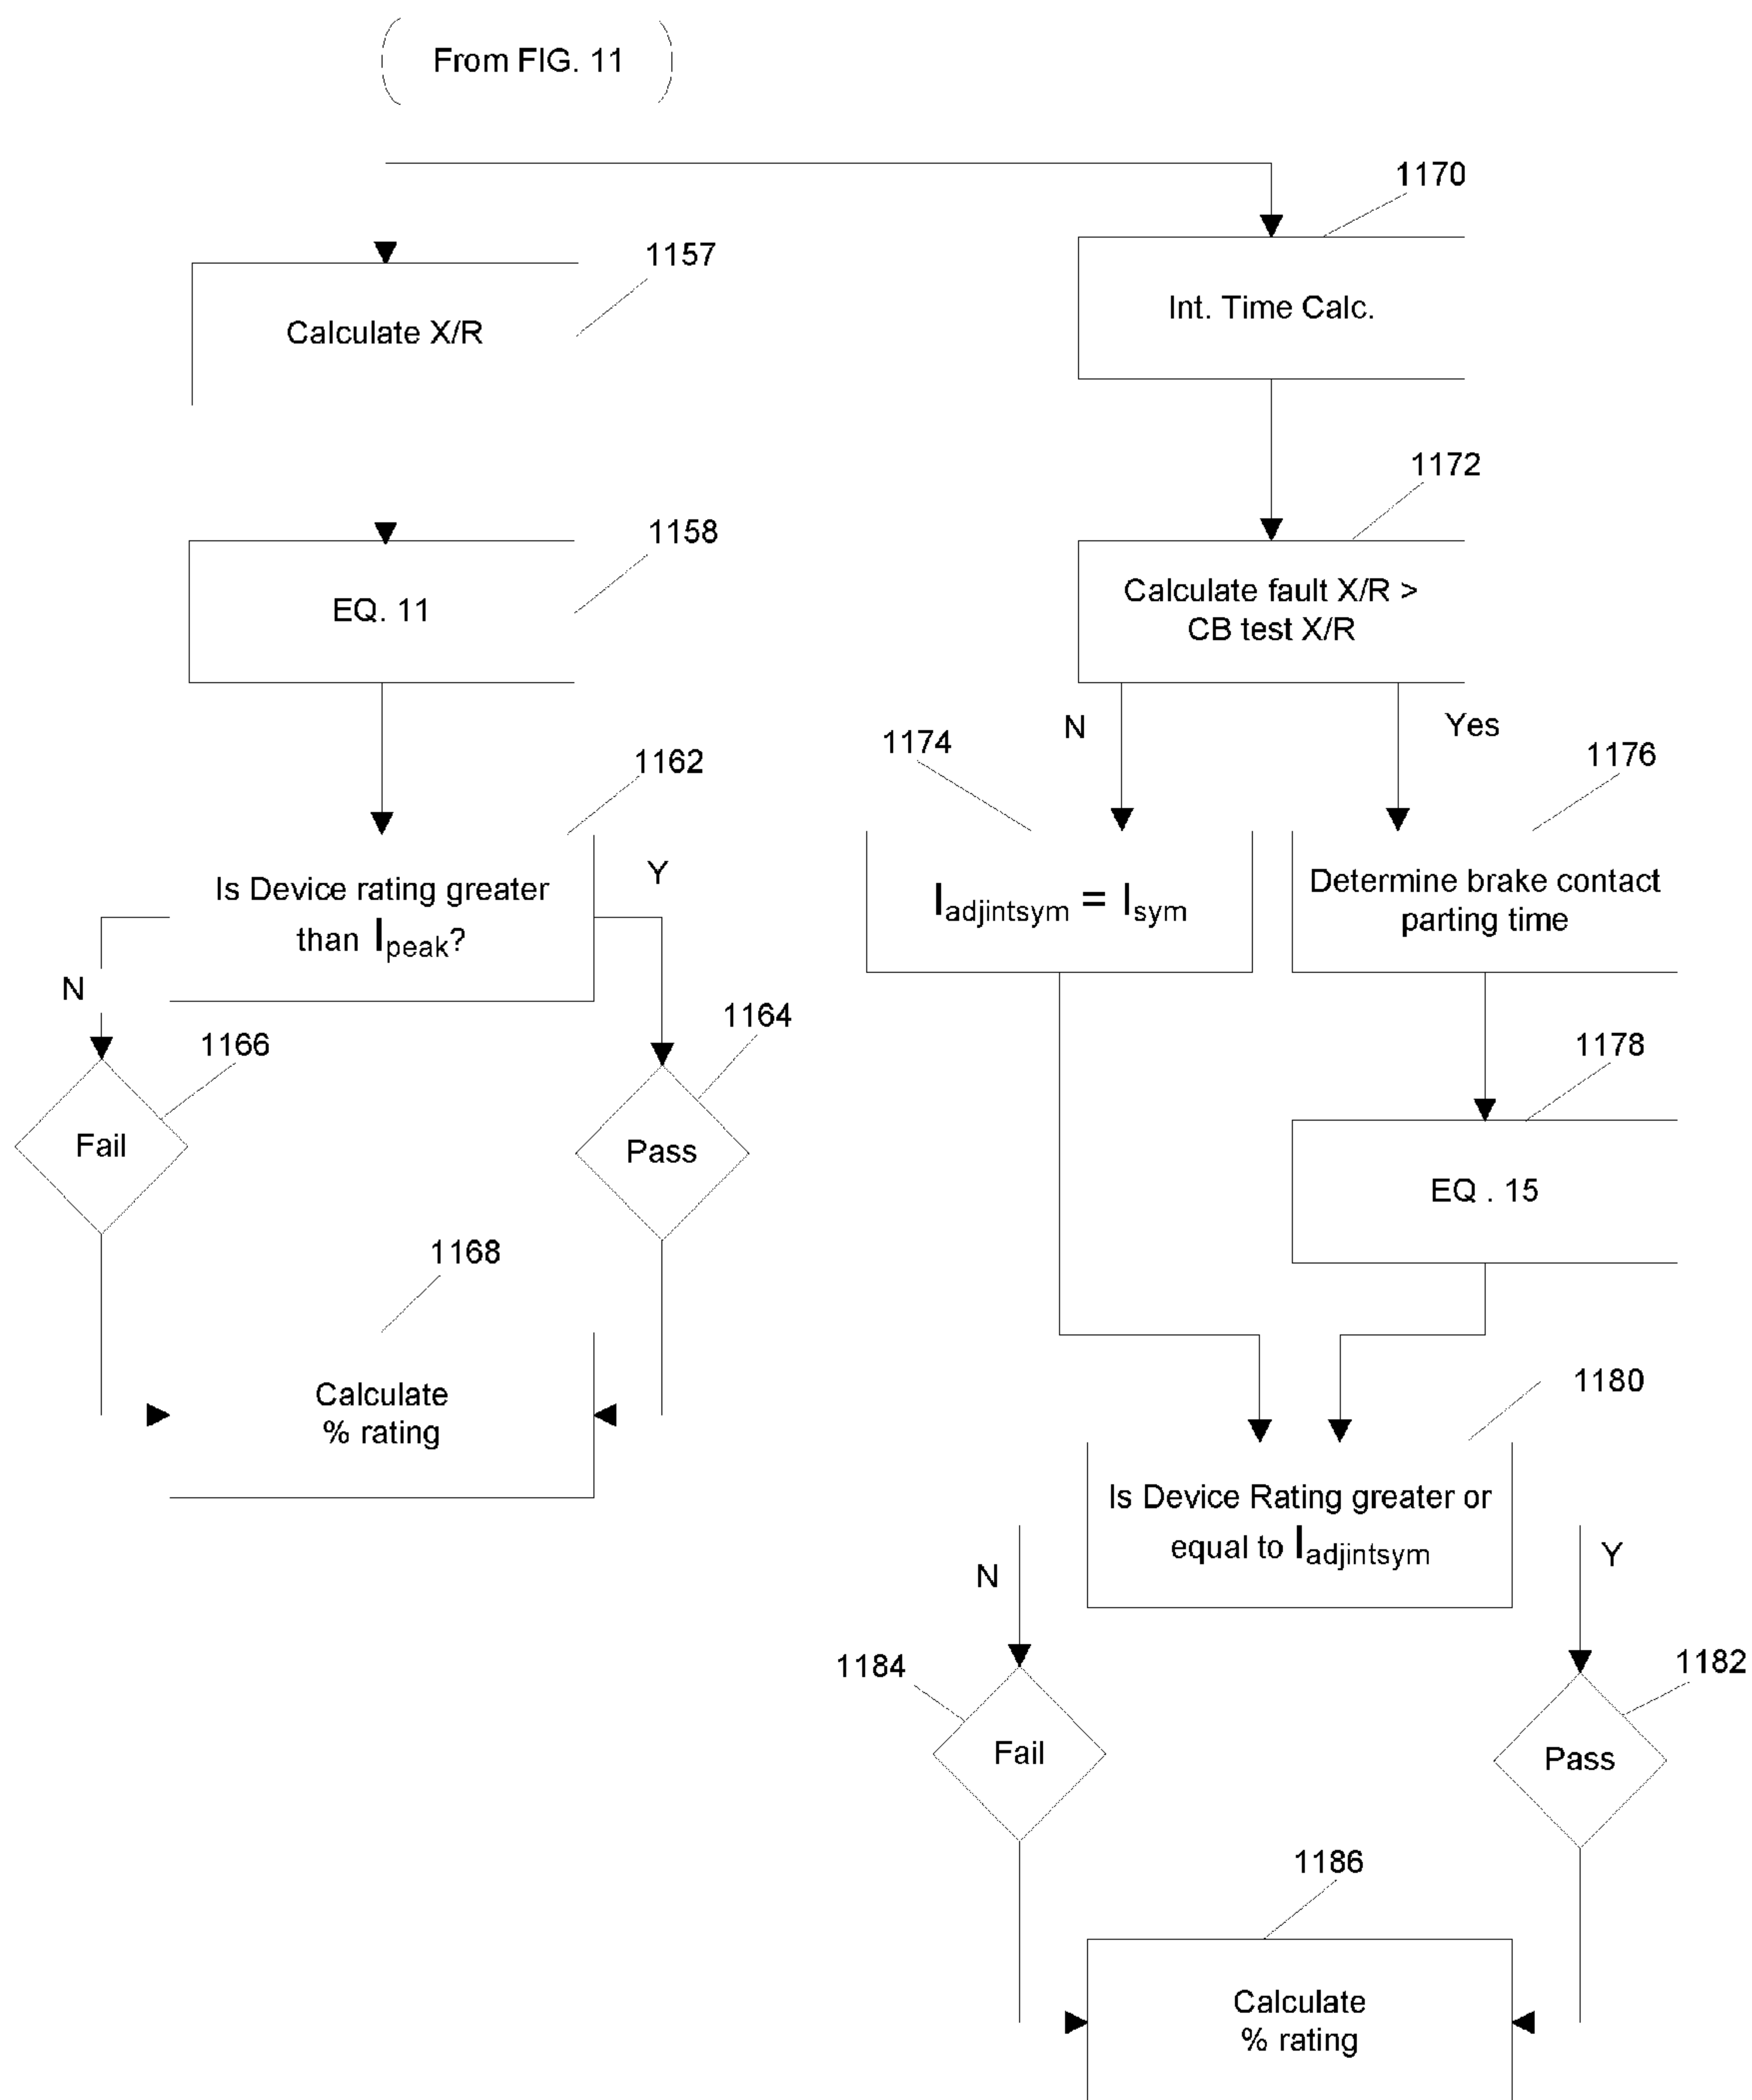 From FIG. 11
1170
1157
Int. Time Calc.
Calculate X/R
1172
1158
Calculate fault X/R >
CB test X/R
EQ. 11
N
Yes
1174
1176
1162
Is Device rating greater
than Ipeak?
Y
N
Iadjintsym = Isym
Determine brake contact
parting time
1164
1166
1178
Fail
Pass
EQ . 15
1168
Calculate
% rating
1180
Is Device Rating greater or
equal to Iadjintsym
N
Y
1184
1182
Fail
Pass
1186
Calculate
% rating